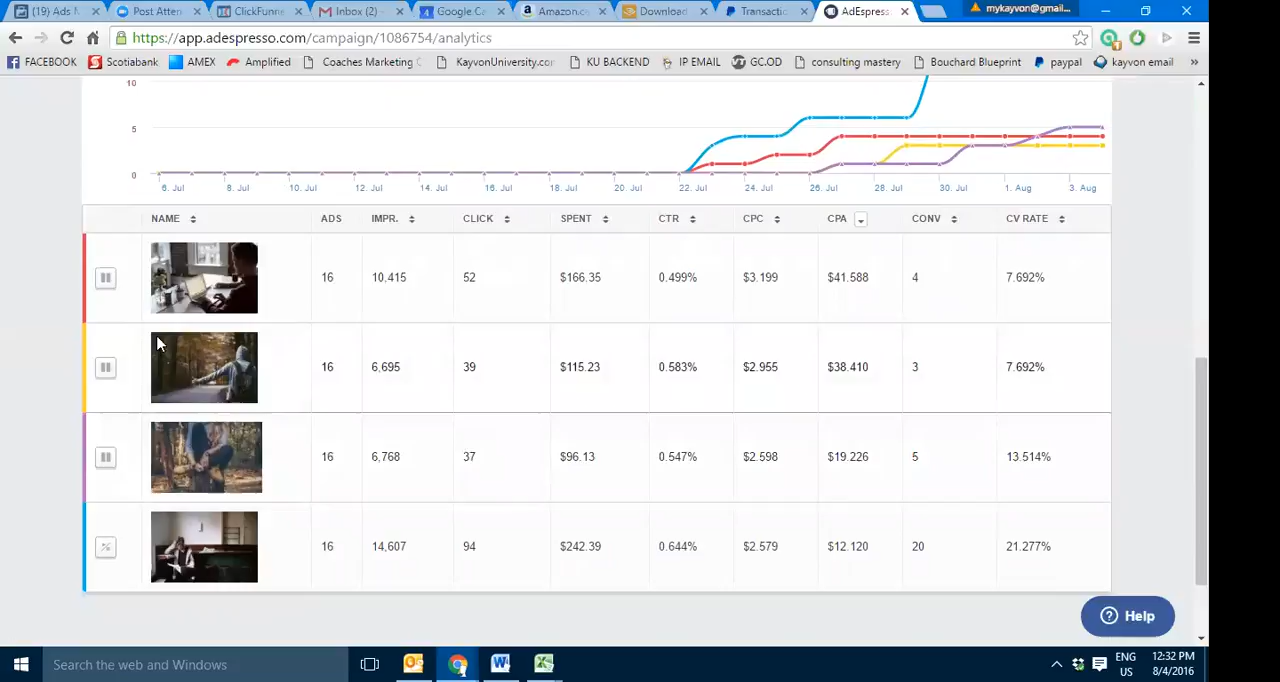 (19) Ads M
Post Atten
ClickFunne
Inbox (2) -
Google Ca
Amazon.c
Download
Transactio
AdEspres
mykayvon@gmail...
https://app.adespresso.com/campaign/1086754/analytics
FACEBOOK
Scotiabank
AMEX
Amplified
Coaches Marketing
KayvonUniversity.co
KU BACKEND
IP EMAIL
GC.OD
consulting mastery
Bouchard Blueprint
paypal
kayvon email
»
10
5
0
6. Jul 8. Jul 10. Jul 12. Jul 14. Jul 16. Jul 18. Jul 20. Jul 22. Jul 24. Jul 26. Jul 28. Jul 30. Jul 1. Aug 3. Aug
NAME ADS IMPR. CLICK SPENT CTR CPC CPA CONV CV RATE
16 10,415 52 $166.35 0.499% $3.199 $41.588 4 7.692%
16 6,695 39 $115.23 0.583% $2.955 $38.410 3 7.692%
16 6,768 37 $96.13 0.547% $2.598 $19.226 5 13.514%
16 14,607 94 $242.39 0.644% $2.579 $12.120 20 21.277%
Help
Search the web and Windows
ENG
US
12:32 PM
8/4/2016